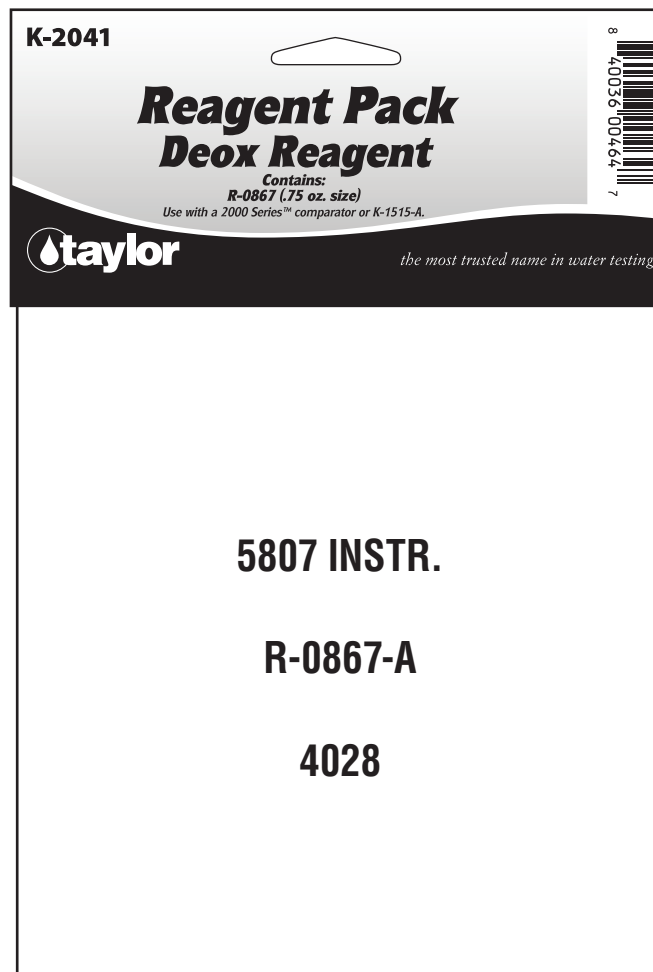 K-2041
8 40036 00464 7
Reagent Pack
Deox Reagent
Contains:
R-0867 (.75 oz. size)
Use with a 2000 Series™ comparator or K-1515-A.
taylor
the most trusted name in water testing
5807 INSTR.
R-0867-A
4028